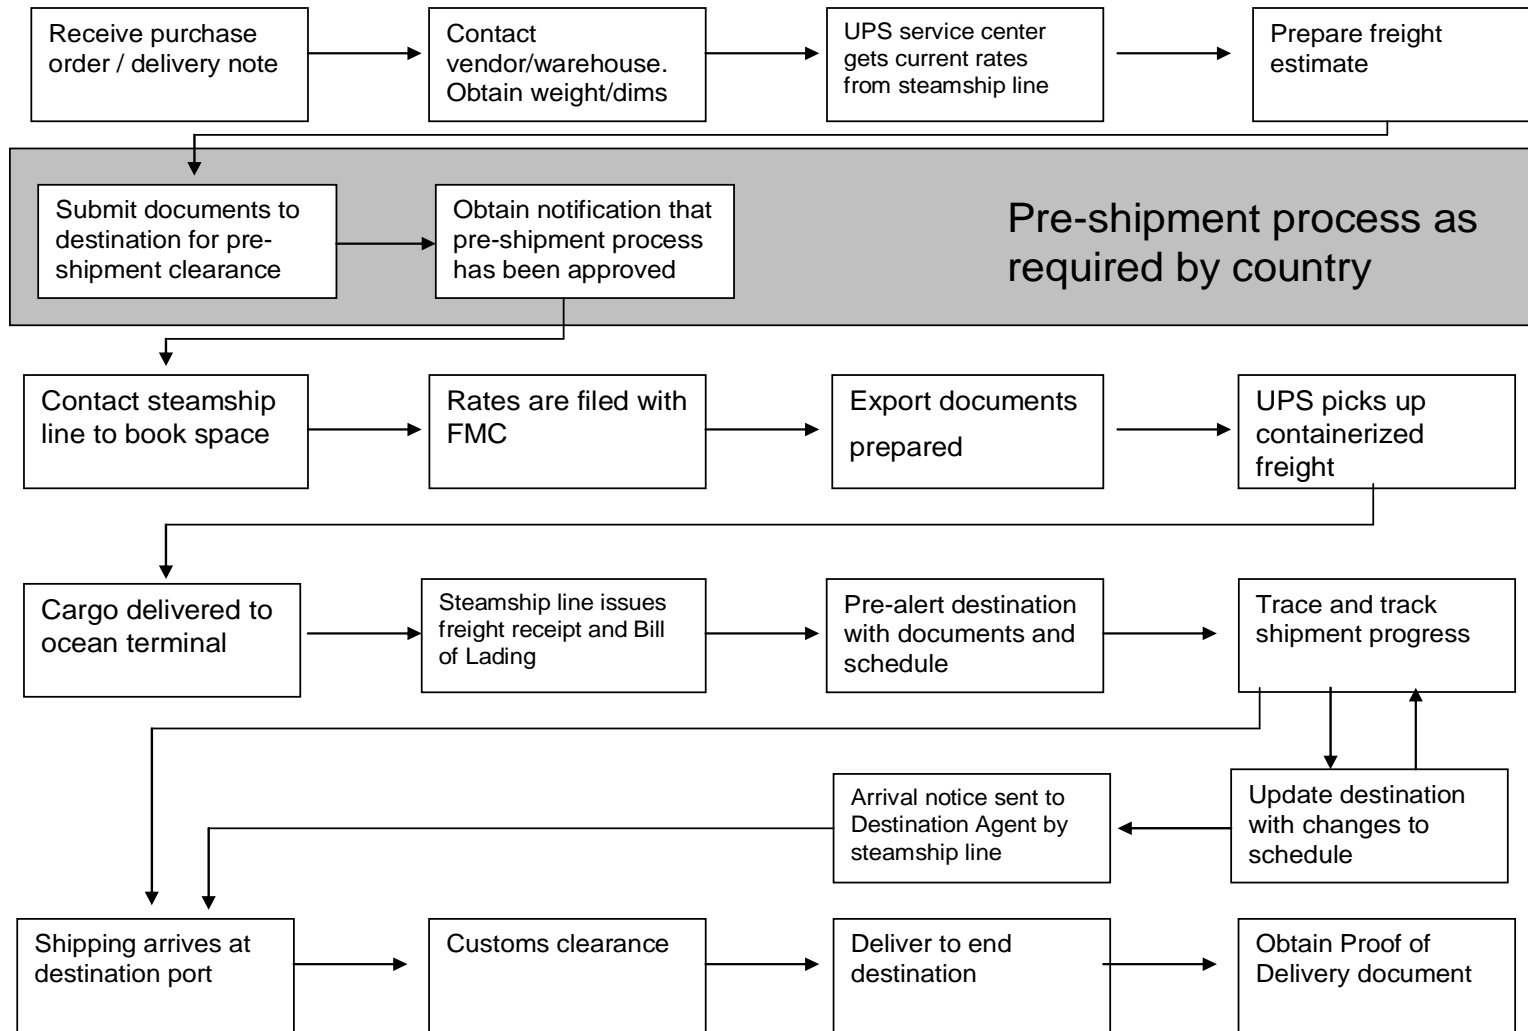 Receive purchase
order / delivery note
Contact
vendor/warehouse.
Obtain weight/dims
UPS service center
gets current rates
from steamship line
Prepare freight
estimate
Submit documents to
destination for pre-
shipment clearance
Obtain notification that
pre-shipment process
has been approved
Pre-shipment process as
required by country
Contact steamship
line to book space
Rates are filed with
FMC
Export documents
prepared
UPS picks up
containerized
freight
Cargo delivered to
ocean terminal
Steamship line issues
freight receipt and Bill
of Lading
Pre-alert destination
with documents and
schedule
Trace and track
shipment progress
Arrival notice sent to
Destination Agent by
steamship line
Update destination
with changes to
schedule
Shipping arrives at
destination port
Customs clearance
Deliver to end
destination
Obtain Proof of
Delivery document